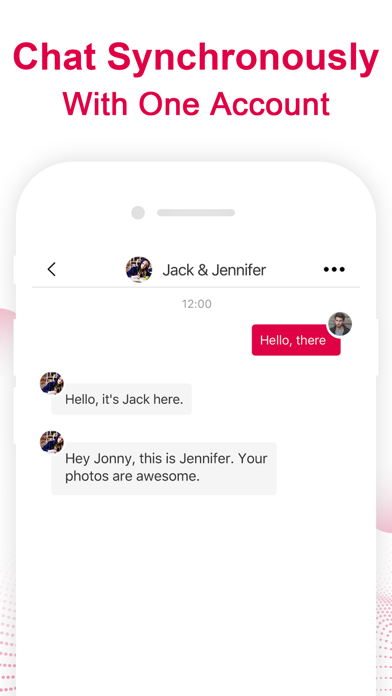 Chat Synchronously
With One Account
Jack & Jennifer
12:00
Hello, there
Hello, it's Jack here.
Hey Jonny, this is Jennifer. Your
photos are awesome.